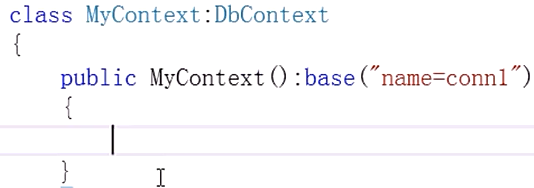 class MyContext:DbContext
{
public MyContext():base("name=conn1")
{
}